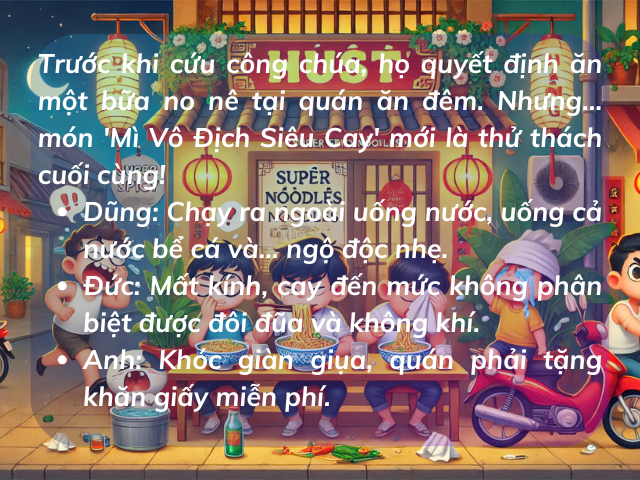 HUST
Trước khi cứu công chúa, họ quyết định ăn
một bữa no nê tại quán ăn đêm. Nhưng...
món 'Mì Vô Địch Siêu Cay' mới là thử thách
cuối cùng!
SUPER
NOODLES
• Dũng: Chạy ra ngoài uống nước, uống cả
nước bể cá và... ngộ độc nhẹ.
• Đức: Mất kính, cay đến mức không phân
biệt được đôi đũa và không khí.
• Anh: Khóc giàn giụa, quán phải tặng
khăn giấy miễn phí.